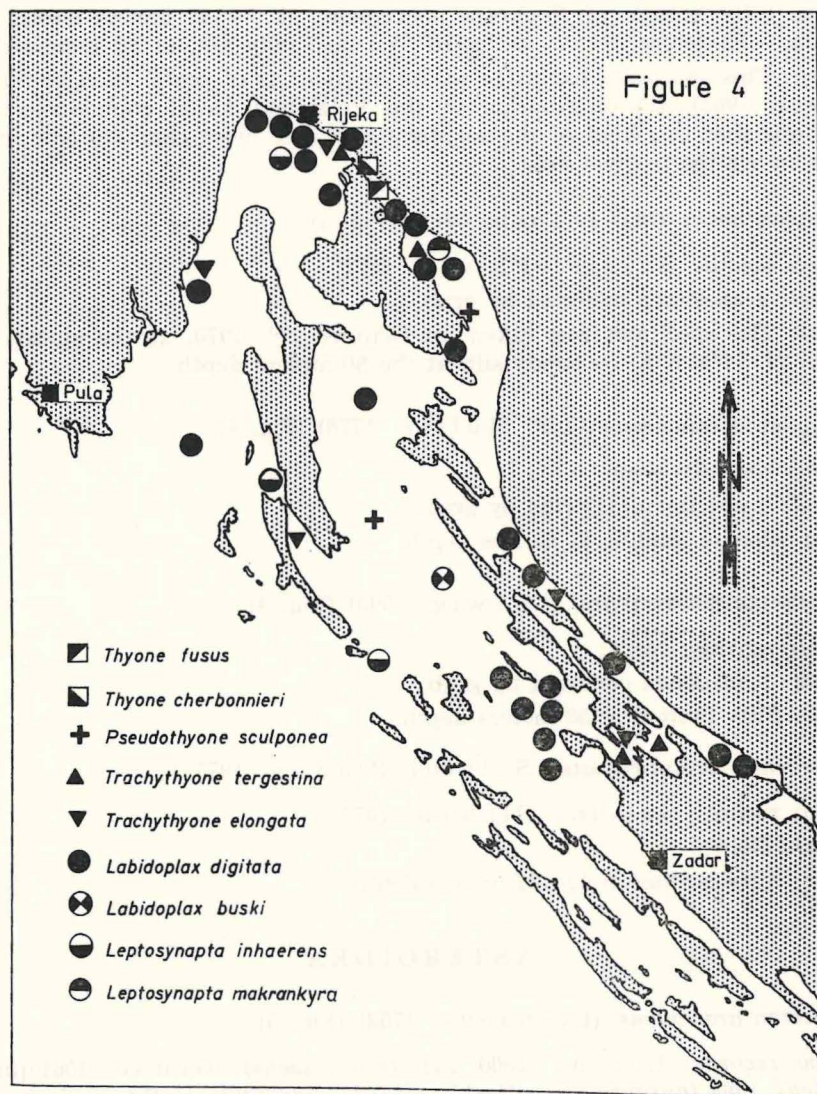 Figure 4
Rijeka
Pula
N
Thyone fusus
Thyone cherbonnieri
Pseudothyone sculponea
Trachythyone tergestina
Trachythyone elongata
Labidoplax digitata
Labidoplax buski
Leptosynapta inhaerens
Leptosynapta makrankyra
Zadar